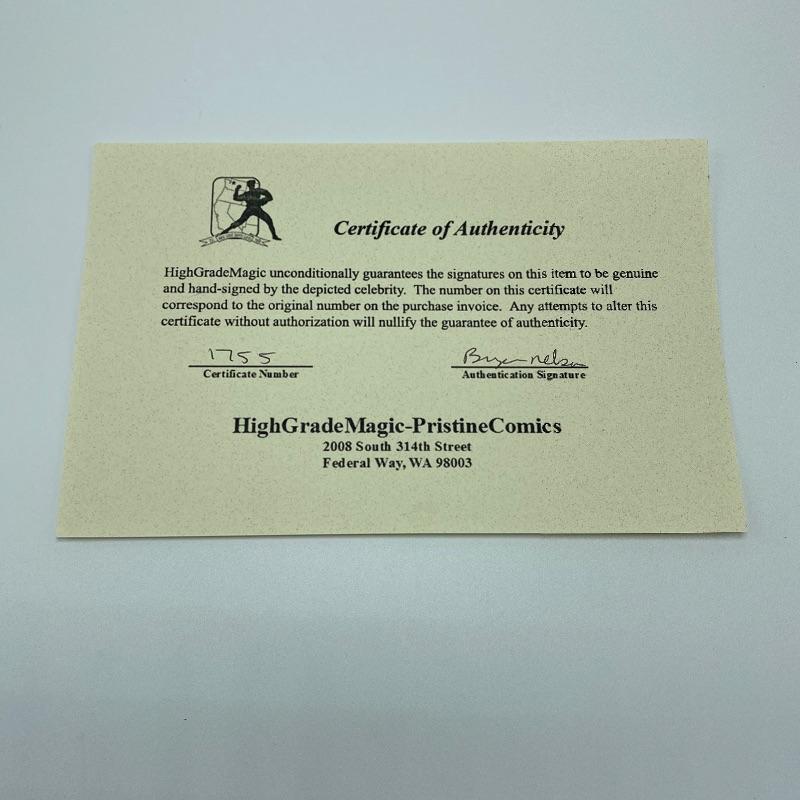 Certificate of Authenticity
HighGradeMagic unconditionally guarantees the signatures on this item to be genuine
and hand-signed by the depicted celebrity. The number on this certificate will
correspond to the original number on the purchase invoice. Any attempts to alter this
certificate without authorization will nullify the guarantee of authenticity.
1755 Bryan nelson
Certificate Number Authentication Signature
HighGradeMagic-PristineComics
2008 South 314th Street
Federal Way, WA 98003